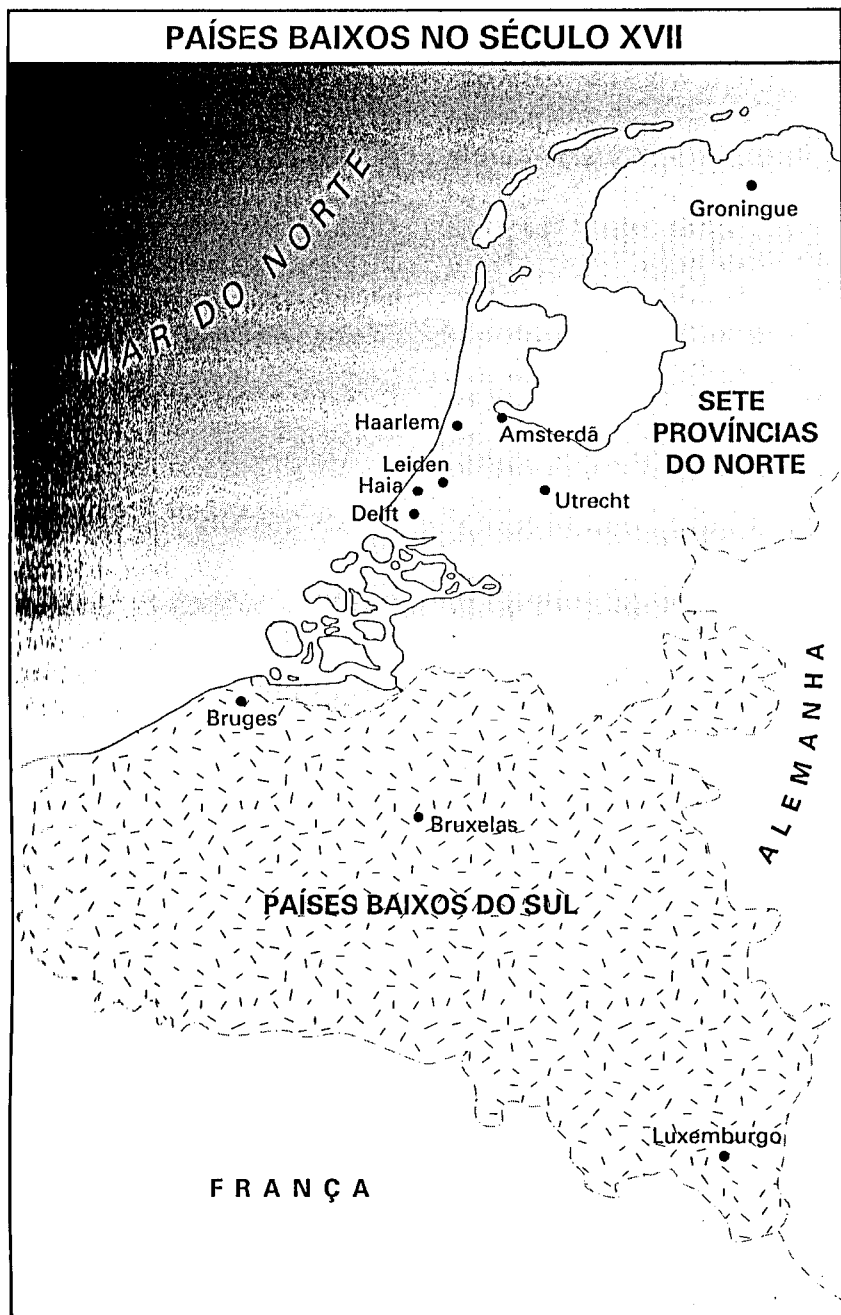 PAÍSES BAIXOS NO SÉCULO XVII
MAR DO NORTE
Groningue
Haarlem
Amsterdã
SETE
PROVÍNCIAS
DO NORTE
Leiden
Haia
Utrecht
Delft
ALEMANHA
Bruges
Bruxelas
PAÍSES BAIXOS DO SUL
Luxemburgo
FRANÇA